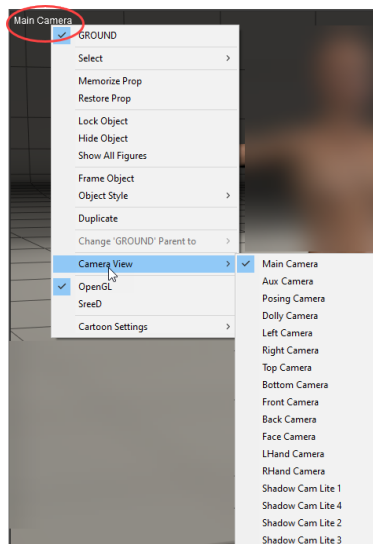 Main Camera
GROUND
Select
Memorize Prop
Restore Prop
Lock Object
Hide Object
Show All Figures
Frame Object
Object Style
Duplicate
Change 'GROUND' Parent to
Camera View
OpenGL
SreeD
Cartoon Settings
Main Camera
Aux Camera
Posing Camera
Dolly Camera
Left Camera
Right Camera
Top Camera
Bottom Camera
Front Camera
Back Camera
Face Camera
LHand Camera
RHand Camera
Shadow Cam Lite 1
Shadow Cam Lite 4
Shadow Cam Lite 2
Shadow Cam Lite 3